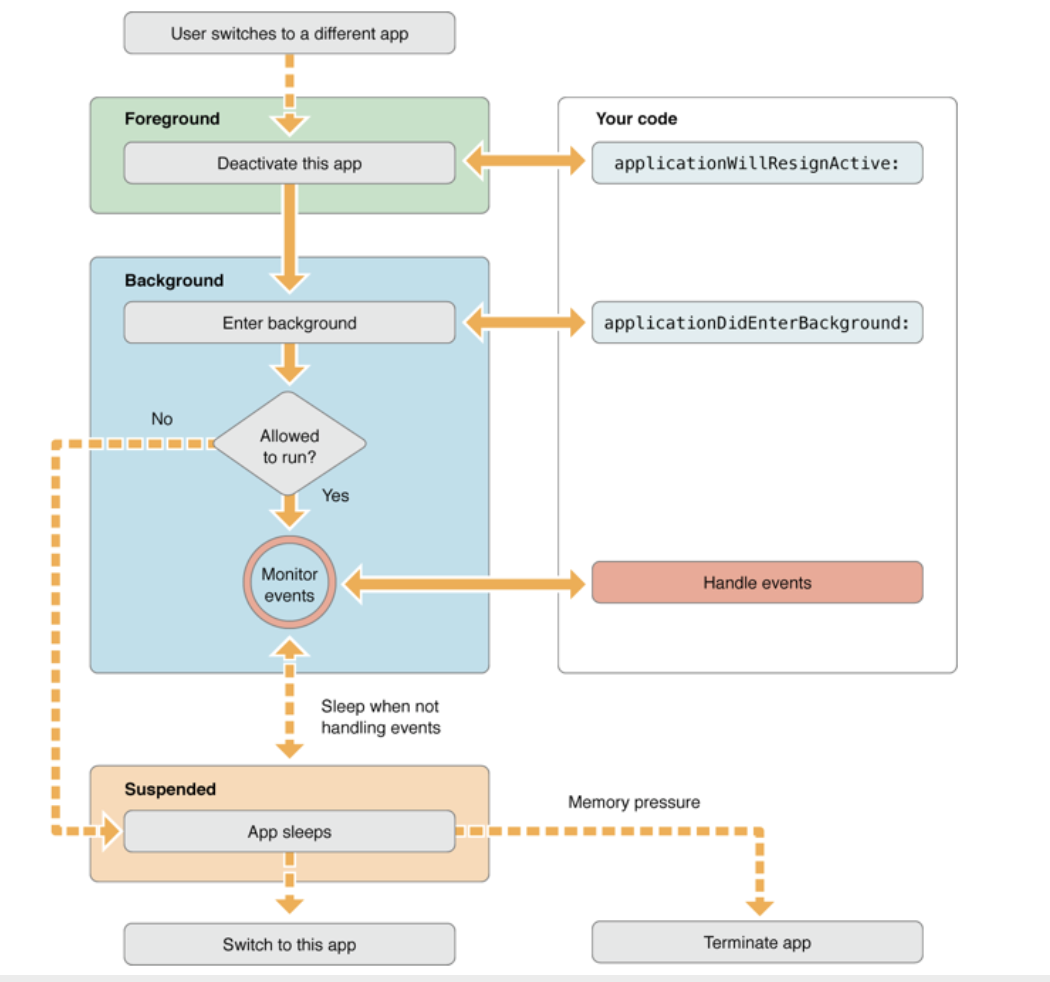 User switches to a different app
Foreground
Your code
Deactivate this app
applicationWillResignActive:
Background
Enter background
applicationDidEnterBackground:
No
Allowed
to run?
Yes
Monitor
events
Handle events
Sleep when not
handling events
Suspended
Memory pressure
App sleeps
Switch to this app
Terminate app